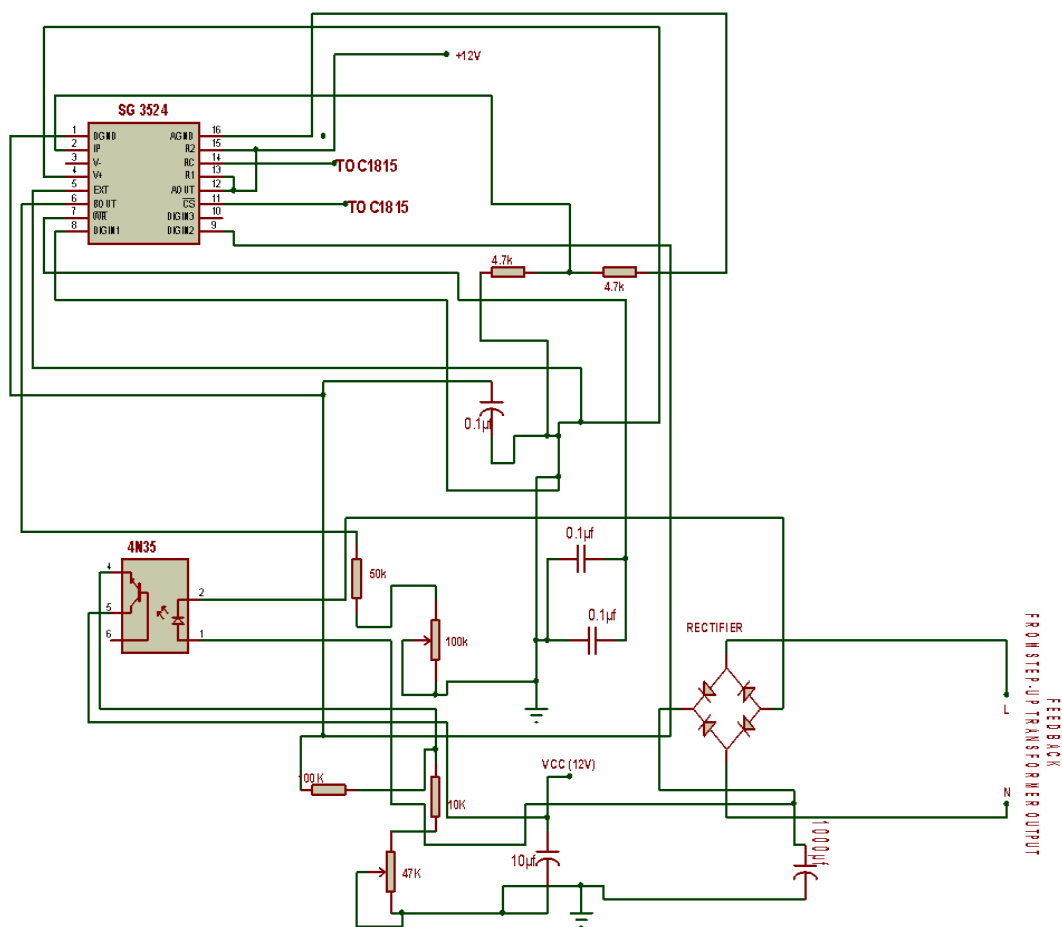 +12V
SG 3524
1 DGND AGND 16
2 IP R2 15
3 V- RC 14
4 V+ R1 13
5 EXT AOUT 12
6 BOUT CS 11
7 WR DIGIN3 10
8 DIGIN1 DIGIN2 9
TO C1815
TO C1815
4.7k
4.7k
0.1µf
0.1µf
0.1µf
4N35
4
5
6
2
1
50k
100k
RECTIFIER
L
N
FEEDBACK
FROM STEP-UP TRANSFORMER OUTPUT
VCC (12V)
00K
10K
47K
10µf
1000µf